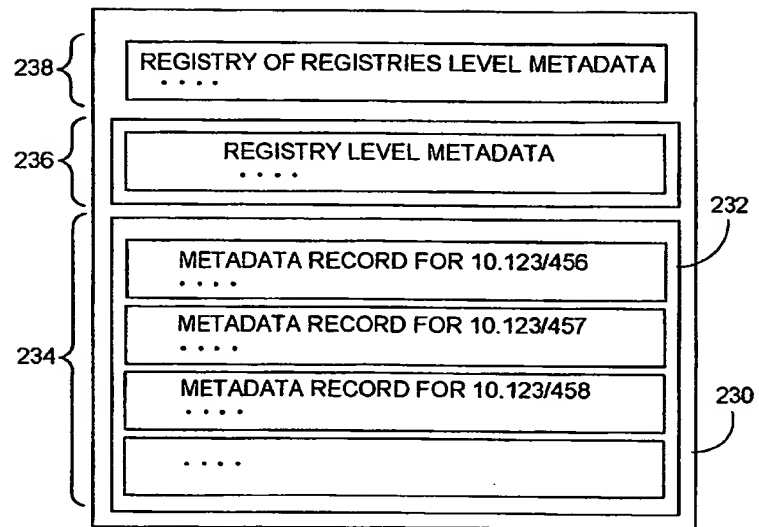 238
REGISTRY OF REGISTRIES LEVEL METADATA
. . . .
236
REGISTRY LEVEL METADATA
. . . .
232
METADATA RECORD FOR 10.123/456
. . . .
METADATA RECORD FOR 10.123/457
. . . .
234
METADATA RECORD FOR 10.123/458
. . . .
230
. . . .